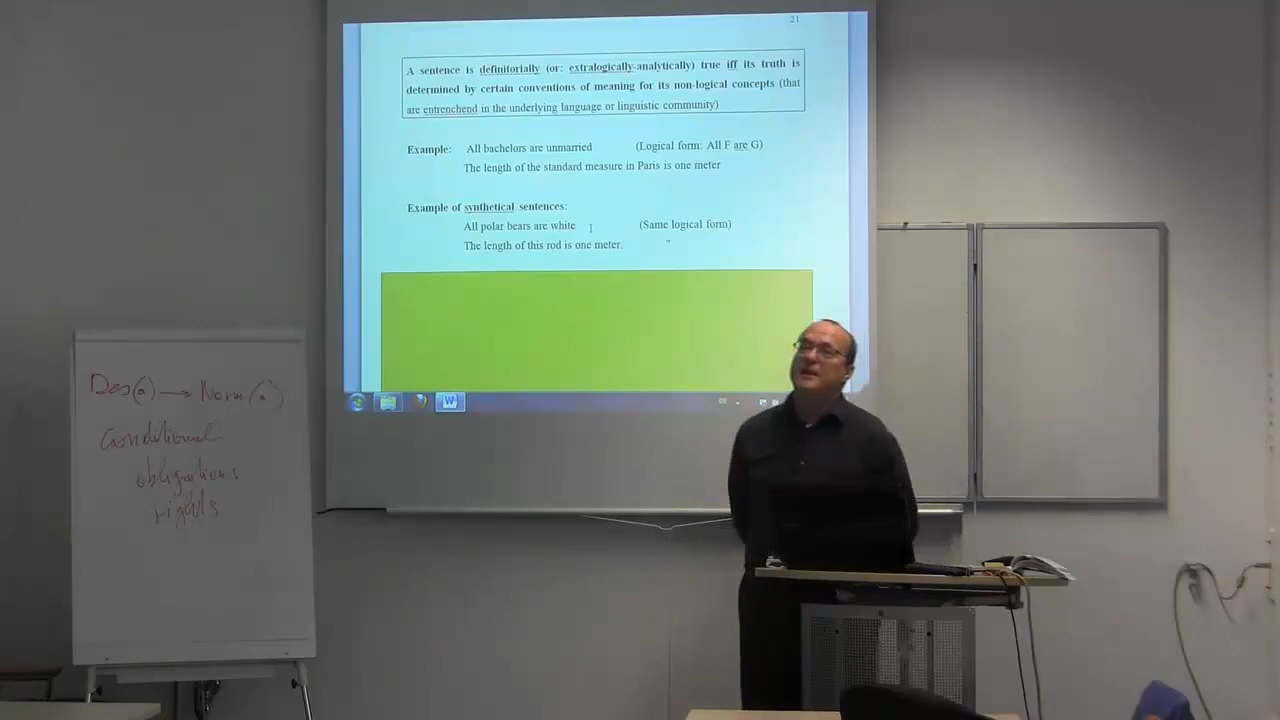 21
A sentence is definitorially (or: extralogically-analytically) true iff its truth is
determined by certain conventions of meaning for its non-logical concepts (that
are entrenchend in the underlying language or linguistic community)
Example: All bachelors are unmarried (Logical form: All F are G)
The length of the standard measure in Paris is one meter
Example of synthetical sentences:
All polar bears are white (Same logical form)
The length of this rod is one meter. "
Des(a) → Norm(a)
Conditional
obligations
rights